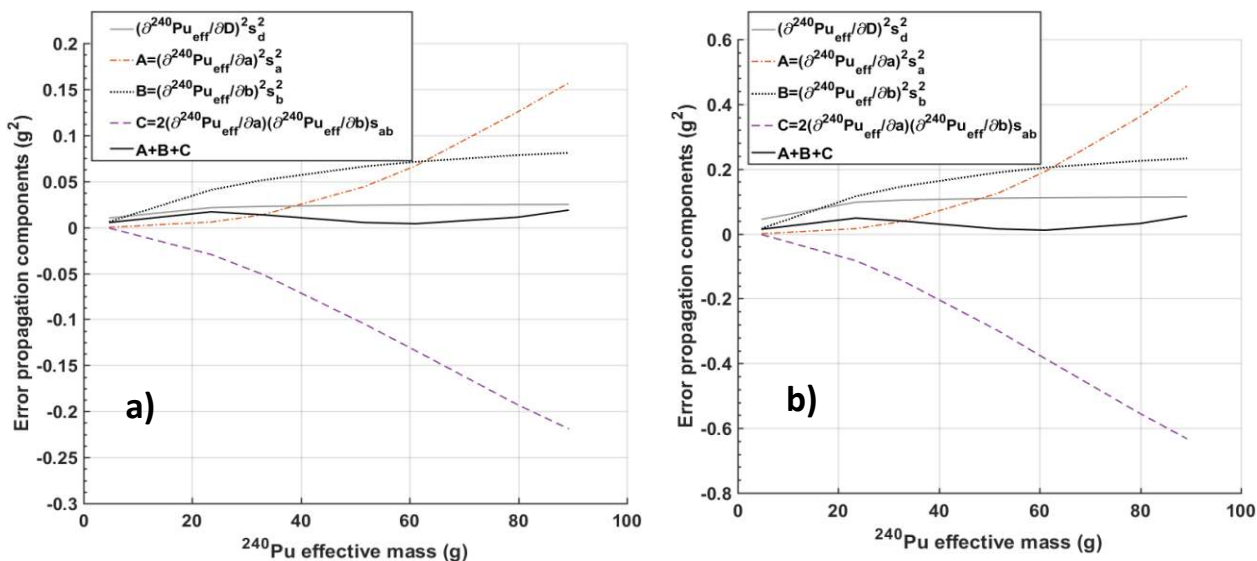 (∂²⁴⁰Pu_eff/∂D)²s_d²
A=(∂²⁴⁰Pu_eff/∂a)²s_a²
B=(∂²⁴⁰Pu_eff/∂b)²s_b²
C=2(∂²⁴⁰Pu_eff/∂a)(∂²⁴⁰Pu_eff/∂b)s_ab
A+B+C
0.2
0.15
0.1
0.05
0
-0.05
-0.1
-0.15
-0.2
-0.25
-0.3
Error propagation components (g²)
a)
0 20 40 60 80 100
²⁴⁰Pu effective mass (g)
(∂²⁴⁰Pu_eff/∂D)²s_d²
A=(∂²⁴⁰Pu_eff/∂a)²s_a²
B=(∂²⁴⁰Pu_eff/∂b)²s_b²
C=2(∂²⁴⁰Pu_eff/∂a)(∂²⁴⁰Pu_eff/∂b)s_ab
A+B+C
0.6
0.4
0.2
0
-0.2
-0.4
-0.6
-0.8
Error propagation components (g²)
b)
0 20 40 60 80 100
²⁴⁰Pu effective mass (g)